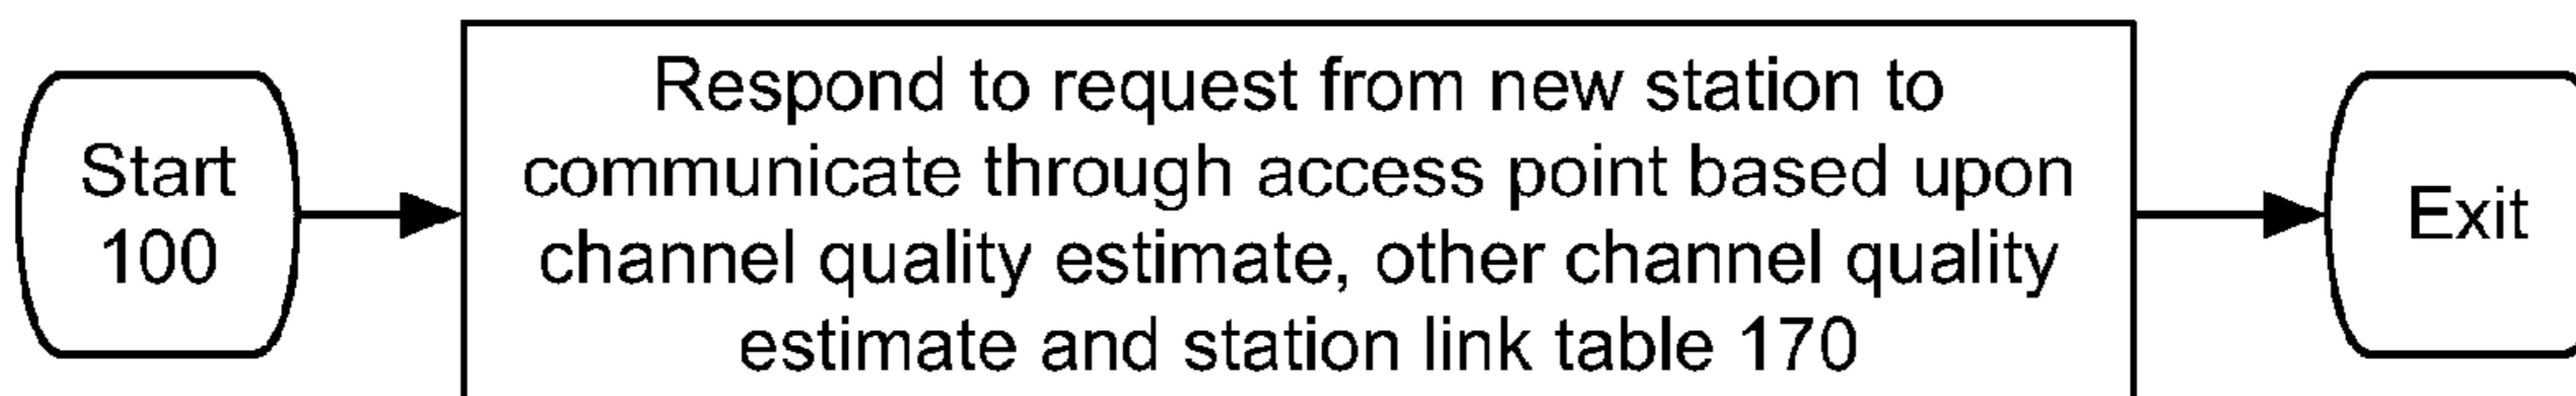 Start
100
Respond to request from new station to
communicate through access point based upon
channel quality estimate, other channel quality
estimate and station link table 170
Exit